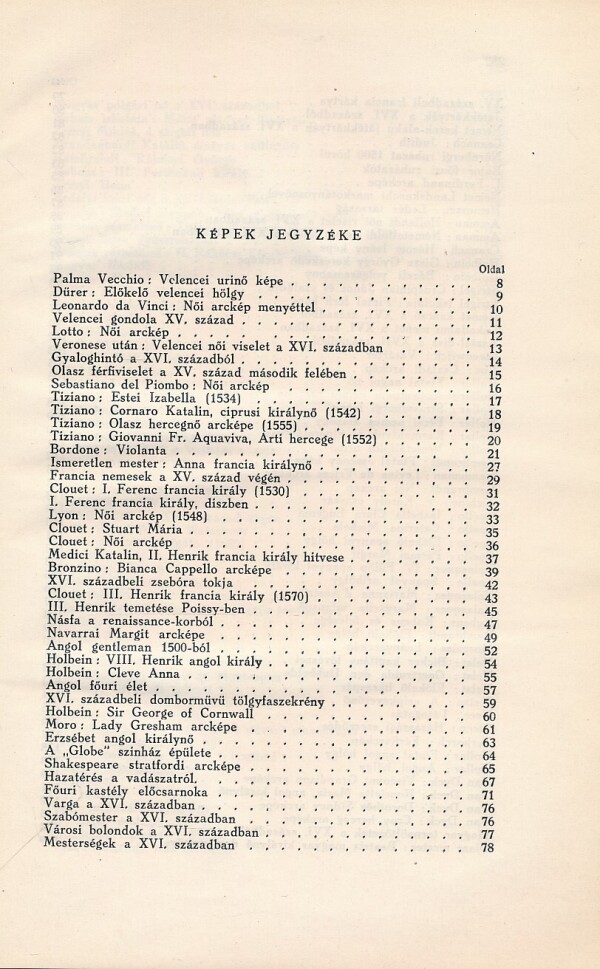 KÉPEK JEGYZÉKE
Oldal
Palma Vecchio : Velencei urinő képe . . . . . . . . . . . . 8
Dürer : Előkelő velencei hölgy . . . . . . . . . . . . . 9
Leonardo da Vinci : Női arckép menyéttel . . . . . . . . . . 10
Velencei gondola XV. század . . . . . . . . . . . . . . 11
Lotto : Női arckép . . . . . . . . . . . . . . . . . 12
Veronese után : Velencei női viselet a XVI. században . . . . 13
Gyaloghintó a XVI. századból . . . . . . . . . . . . . . 14
Olasz férfiviselet a XV. század második felében . . . . . . . 15
Sebastiano del Piombo : Női arckép . . . . . . . . . . . 16
Tiziano : Estei Izabella (1534) . . . . . . . . . . . . . 17
Tiziano : Cornaro Katalin, ciprusi királynő (1542) . . . . . . . 18
Tiziano : Olasz hercegnő arcképe (1555) . . . . . . . . . . 19
Tiziano : Giovanni Fr. Aquaviva, Arti hercege (1552) . . . . . . 20
Bordone : Violanta . . . . . . . . . . . . . . . . . 21
Ismeretlen mester : Anna francia királynő . . . . . . . . . . 27
Francia nemesek a XV. század végén . . . . . . . . . . . 29
Clouet : I. Ferenc francia király (1530) . . . . . . . . . . . 31
I. Ferenc francia király, diszben . . . . . . . . . . . . . 32
Lyon : Női arckép (1548) . . . . . . . . . . . . . . . 33
Clouet : Stuart Mária . . . . . . . . . . . . . . . . 35
Clouet : Női arckép . . . . . . . . . . . . . . . . 36
Medici Katalin, II. Henrik francia király hitvese . . . . . . . . 37
Bronzino : Bianca Cappello arcképe . . . . . . . . . . . . 39
XVI. századbeli zsebóra tokja . . . . . . . . . . . . . 42
Clouet : III. Henrik francia király (1570) . . . . . . . . . . 43
III. Henrik temetése Poissy-ben . . . . . . . . . . . . . 45
Násfa a renaissance-korból . . . . . . . . . . . . . . . 47
Navarrai Margit arcképe . . . . . . . . . . . . . . . 49
Angol gentleman 1500-ból . . . . . . . . . . . . . . . 52
Holbein : VIII. Henrik angol király . . . . . . . . . . . . 54
Holbein : Cleve Anna . . . . . . . . . . . . . . . . 55
Angol főuri élet . . . . . . . . . . . . . . . . 57
XVI. századbeli domborművü tölgyfaszekrény . . . . . . . . . 59
Holbein : Sir George of Cornwall . . . . . . . . . . . . 60
Moro : Lady Gresham arcképe . . . . . . . . . . . . . 61
Erzsébet angol királynő . . . . . . . . . . . . . . . . 63
A „Globe" szinház épülete . . . . . . . . . . . . . . . 64
Shakespeare stratfordi arcképe . . . . . . . . . . . . . 65
Hazatérés a vadászatról. . . . . . . . . . . . . . . . 67
Főuri kastély előcsarnoka . . . . . . . . . . . . . . . 71
Varga a XVI. században . . . . . . . . . . . . . . . . 76
Szabómester a XVI. században . . . . . . . . . . . . . . 76
Városi bolondok a XVI. században . . . . . . . . . . . . 77
Mesterségek a XVI. században . . . . . . . . . . . . . 78